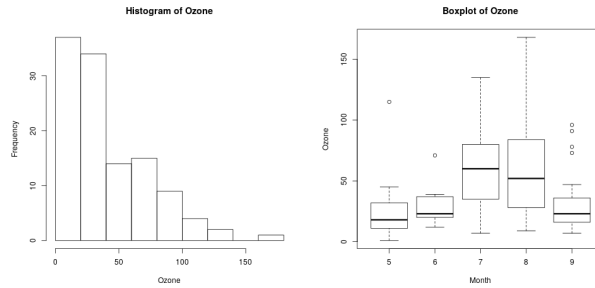 Histogram of Ozone
Frequency
0 10 20 30
0 50 100 150
Ozone
Boxplot of Ozone
Ozone
0 50 100 150
5 6 7 8 9
Month